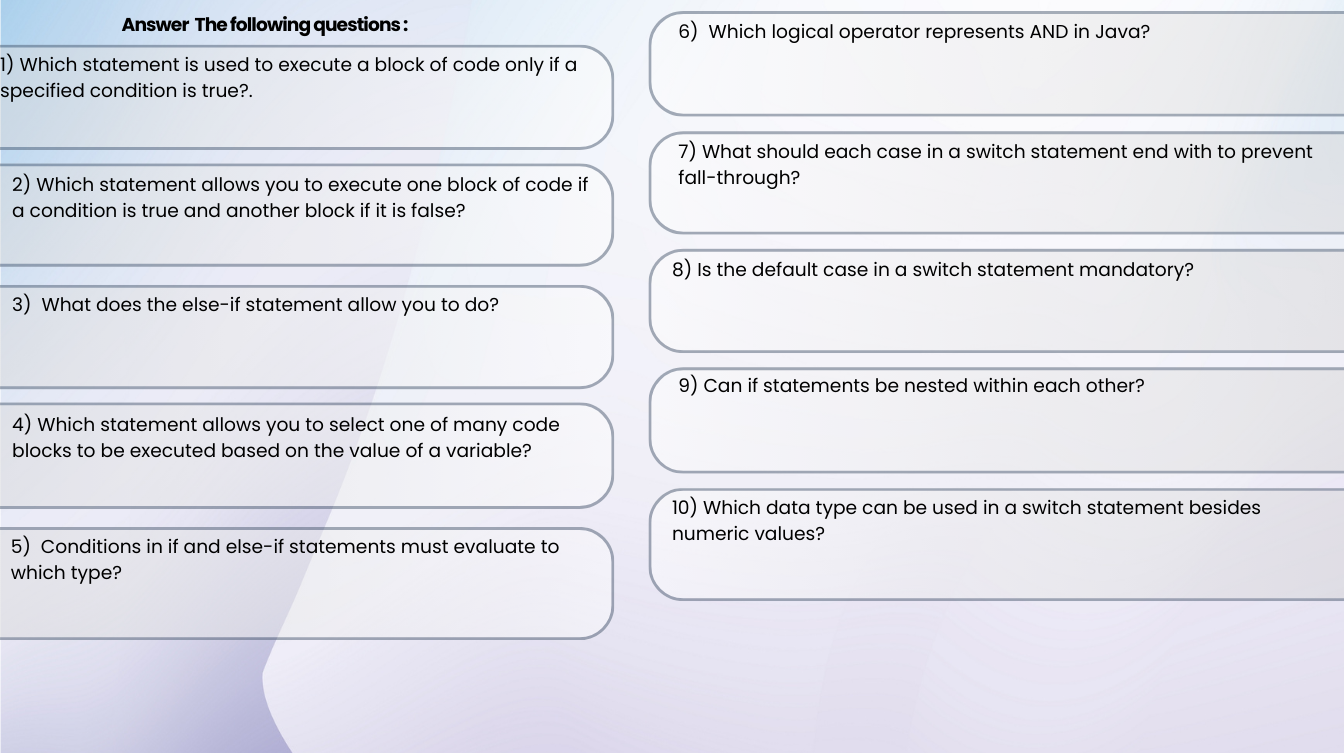 Answer The following questions :
1) Which statement is used to execute a block of code only if a
specified condition is true?.
2) Which statement allows you to execute one block of code if
a condition is true and another block if it is false?
3) What does the else-if statement allow you to do?
4) Which statement allows you to select one of many code
blocks to be executed based on the value of a variable?
5) Conditions in if and else-if statements must evaluate to
which type?
6) Which logical operator represents AND in Java?
7) What should each case in a switch statement end with to prevent
fall-through?
8) Is the default case in a switch statement mandatory?
9) Can if statements be nested within each other?
10) Which data type can be used in a switch statement besides
numeric values?